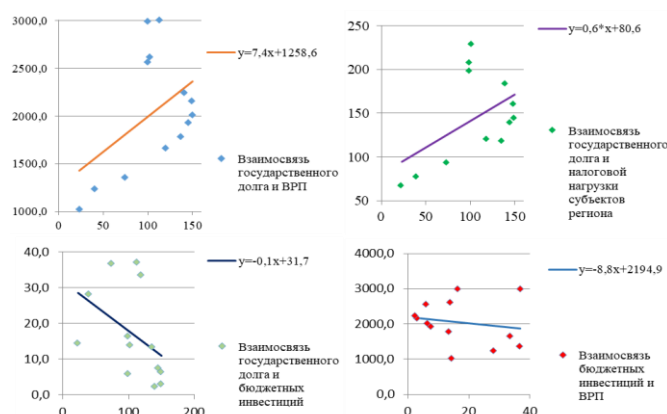 3000,0
2500,0
2000,0
1500,0
1000,0
0
50
100
150
y=7,4x+1258,6
Взаимосвязь
государственного
долга и ВРП
250
200
150
100
50
0
50
100
150
y=0,6*x+80,6
Взаимосвязь
государственного
долга и
налоговой
нагрузки
субъектов
региона
40,0
30,0
20,0
10,0
0,0
0
100
200
y=-0,1x+31,7
Взаимосвязь
государственного
долга и
бюджетных
инвестиций
4000,0
3000,0
2000,0
1000,0
0,0
0
20
40
y=-8,8x+2194,9
Взаимосвязь
бюджетных
инвестиций и
ВРП